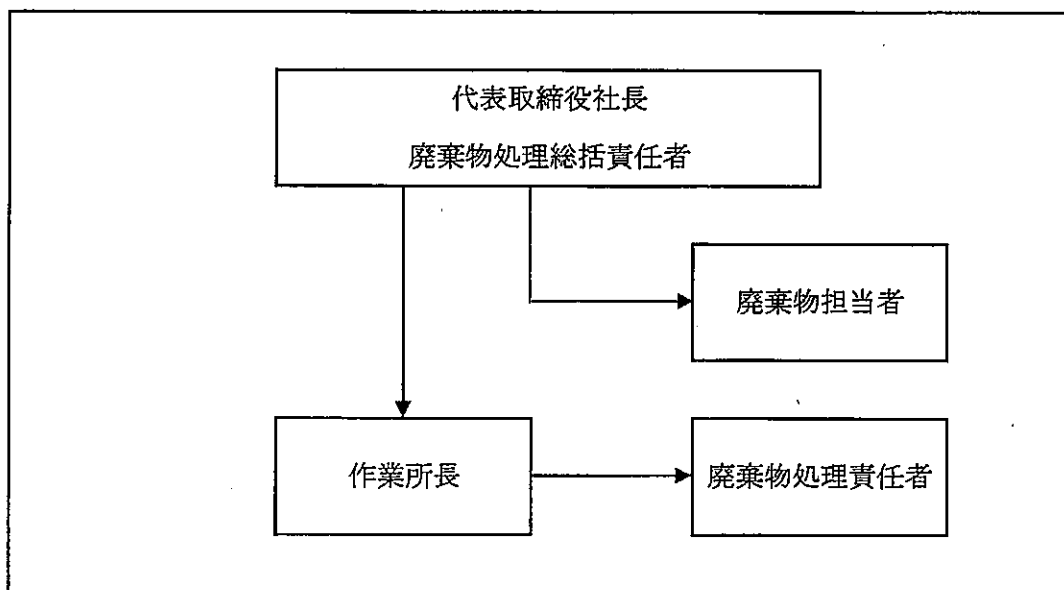 代表取締役社長
廃棄物処理総括責任者
廃棄物担当者
作業所長
廃棄物処理責任者